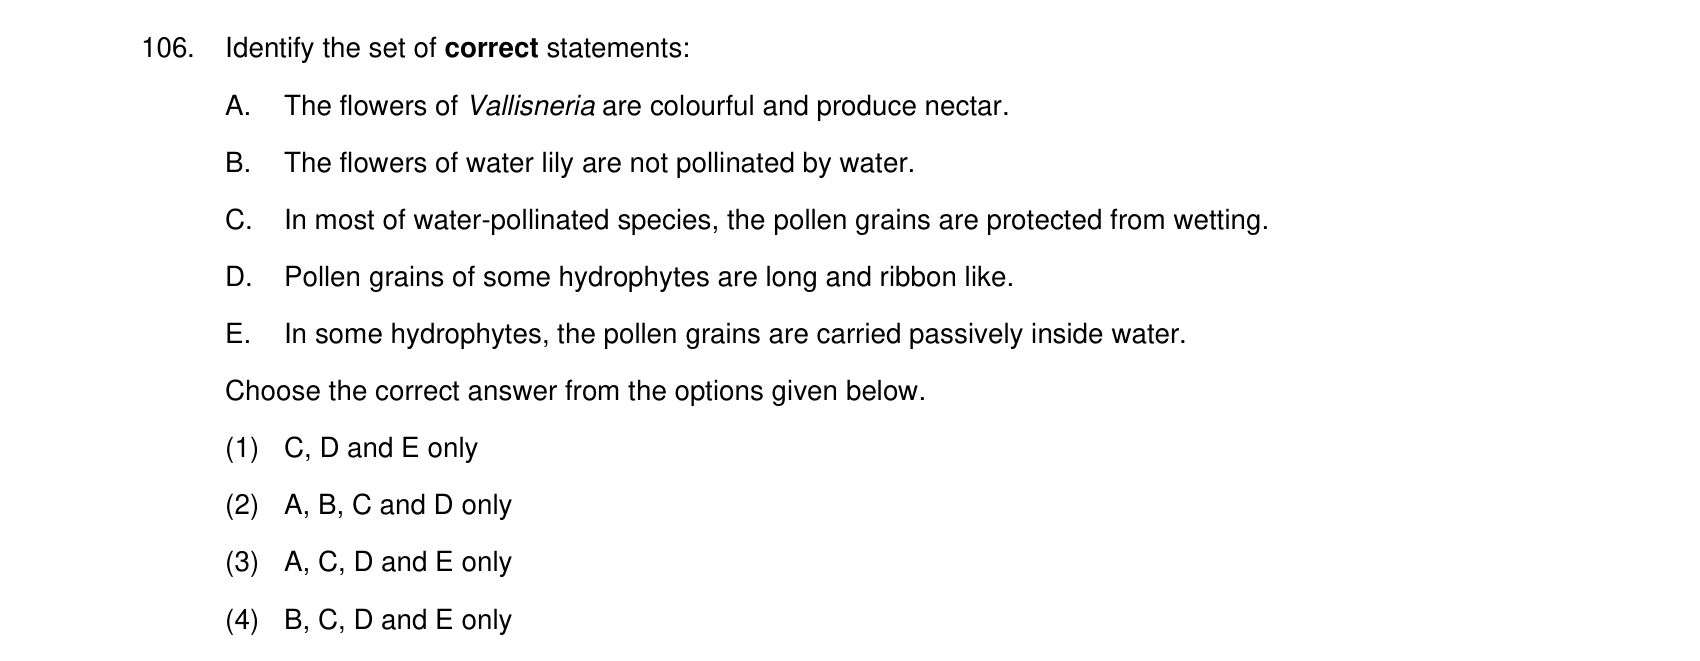 106. Identify the set of correct statements:
A. The flowers of Vallisneria are colourful and produce nectar.
B. The flowers of water lily are not pollinated by water.
C. In most of water-pollinated species, the pollen grains are protected from wetting.
D. Pollen grains of some hydrophytes are long and ribbon like.
E. In some hydrophytes, the pollen grains are carried passively inside water.
Choose the correct answer from the options given below.
(1) C, D and E only
(2) A, B, C and D only
(3) A, C, D and E only
(4) B, C, D and E only